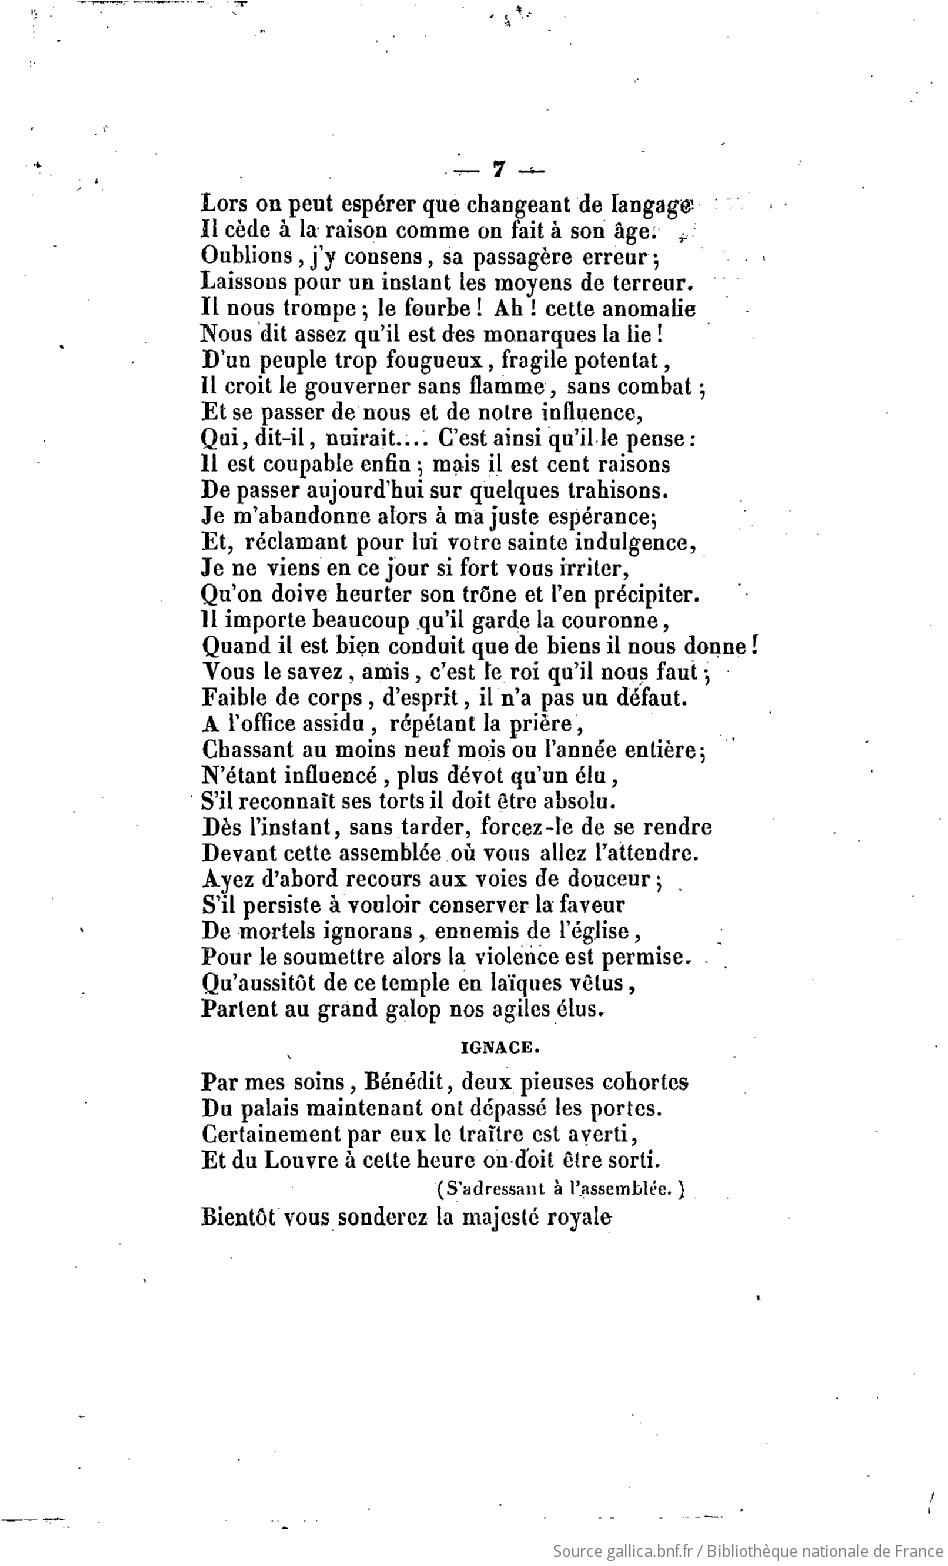 — 7 —
Lors on peut espérer que changeant de langage
Il cède à la raison comme on fait à son âge.
Oublions, j'y consens, sa passagère erreur;
Laissons pour un instant les moyens de terreur.
Il nous trompe; le fourbe! Ah! cette anomalie
Nous dit assez qu'il est des monarques la lie!
D'un peuple trop fougueux, fragile potentat,
Il croit le gouverner sans flamme, sans combat;
Et se passer de nous et de notre influence,
Qui, dit-il, nuirait.... C'est ainsi qu'il le pense:
Il est coupable enfin; mais il est cent raisons
De passer aujourd'hui sur quelques trahisons.
Je m'abandonne alors à ma juste espérance;
Et, réclamant pour lui votre sainte indulgence,
Je ne viens en ce jour si fort vous irriter,
Qu'on doive heurter son trône et l'en précipiter.
Il importe beaucoup qu'il garde la couronne,
Quand il est bien conduit que de biens il nous donne!
Vous le savez, amis, c'est le roi qu'il nous faut;
Faible de corps, d'esprit, il n'a pas un défaut.
A l'office assidu, répétant la prière,
Chassant au moins neuf mois ou l'année entière;
N'étant influencé, plus dévot qu'un élu,
S'il reconnaît ses torts il doit être absolu.
Dès l'instant, sans tarder, forcez-le de se rendre
Devant cette assemblée où vous allez l'attendre.
Ayez d'abord recours aux voies de douceur;
S'il persiste à vouloir conserver la faveur
De mortels ignorans, ennemis de l'église,
Pour le soumettre alors la violence est permise.
Qu'aussitôt de ce temple en laïques vêtus,
Partent au grand galop nos agiles élus.
IGNACE.
Par mes soins, Bénédit, deux pieuses cohortes
Du palais maintenant ont dépassé les portes.
Certainement par eux le traître est averti,
Et du Louvre à cette heure on doit être sorti.
(S'adressant à l'assemblée.)
Bientôt vous sonderez la majesté royale
Source gallica.bnf.fr / Bibliothèque nationale de France